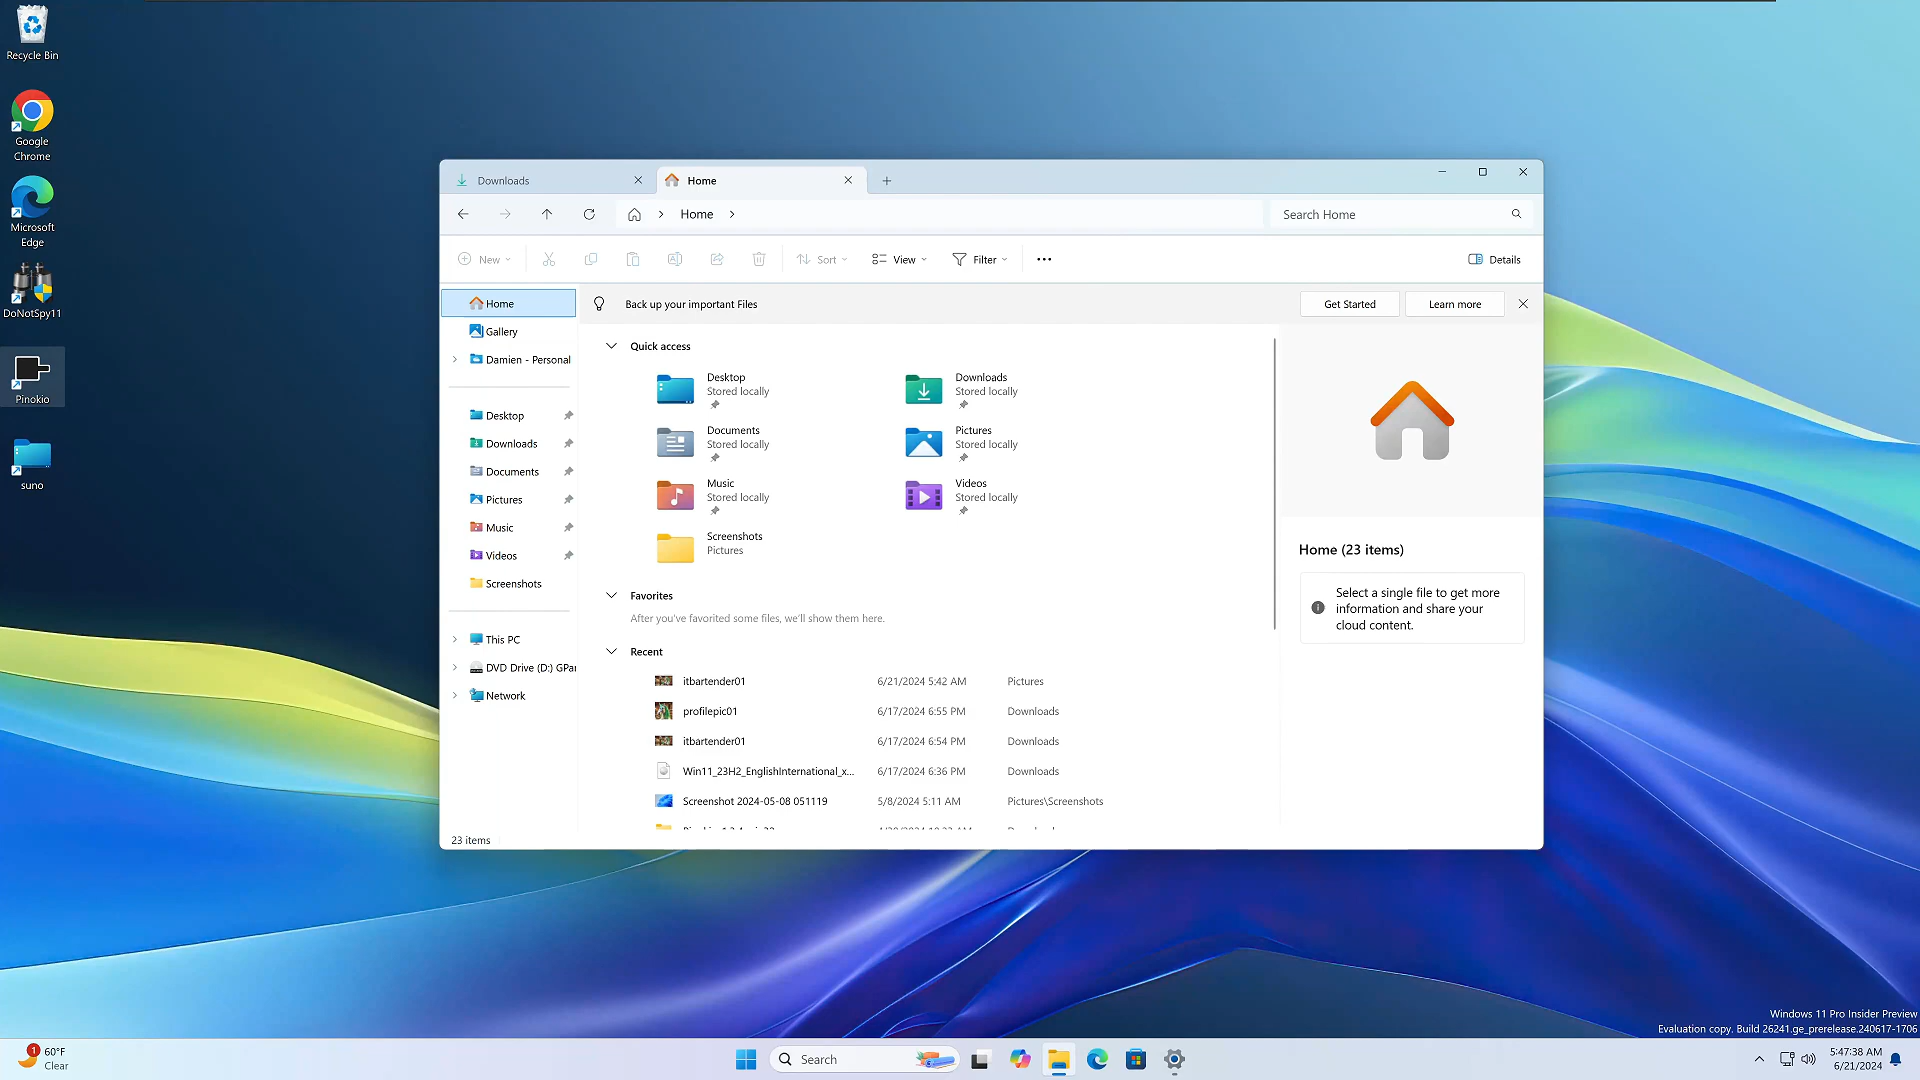 Recycle Bin
Google
Chrome
Microsoft
Edge
DoNotSpy11
Pinokio
suno
Downloads
Home
Home
Search Home
New
Sort
View
Filter
Details
Home
Gallery
Damien - Personal
Desktop
Downloads
Documents
Pictures
Music
Videos
Screenshots
This PC
DVD Drive (D:) GPar
Network
23 items
Back up your important Files
Get Started
Learn more
Quick access
Desktop
Stored locally
Downloads
Stored locally
Documents
Stored locally
Pictures
Stored locally
Music
Stored locally
Videos
Stored locally
Screenshots
Pictures
Favorites
After you've favorited some files, we'll show them here.
Recent
itbartender01 6/21/2024 5:42 AM Pictures
profilepic01 6/17/2024 6:55 PM Downloads
itbartender01 6/17/2024 6:54 PM Downloads
Win11_23H2_EnglishInternational_x... 6/17/2024 6:36 PM Downloads
Screenshot 2024-05-08 051119 5/8/2024 5:11 AM Pictures\Screenshots
Home (23 items)
Select a single file to get more
information and share your
cloud content.
Windows 11 Pro Insider Preview
Evaluation copy. Build 26241.ge_prerelease.240617-1706
1
60°F
Clear
Search
5:47:38 AM
6/21/2024